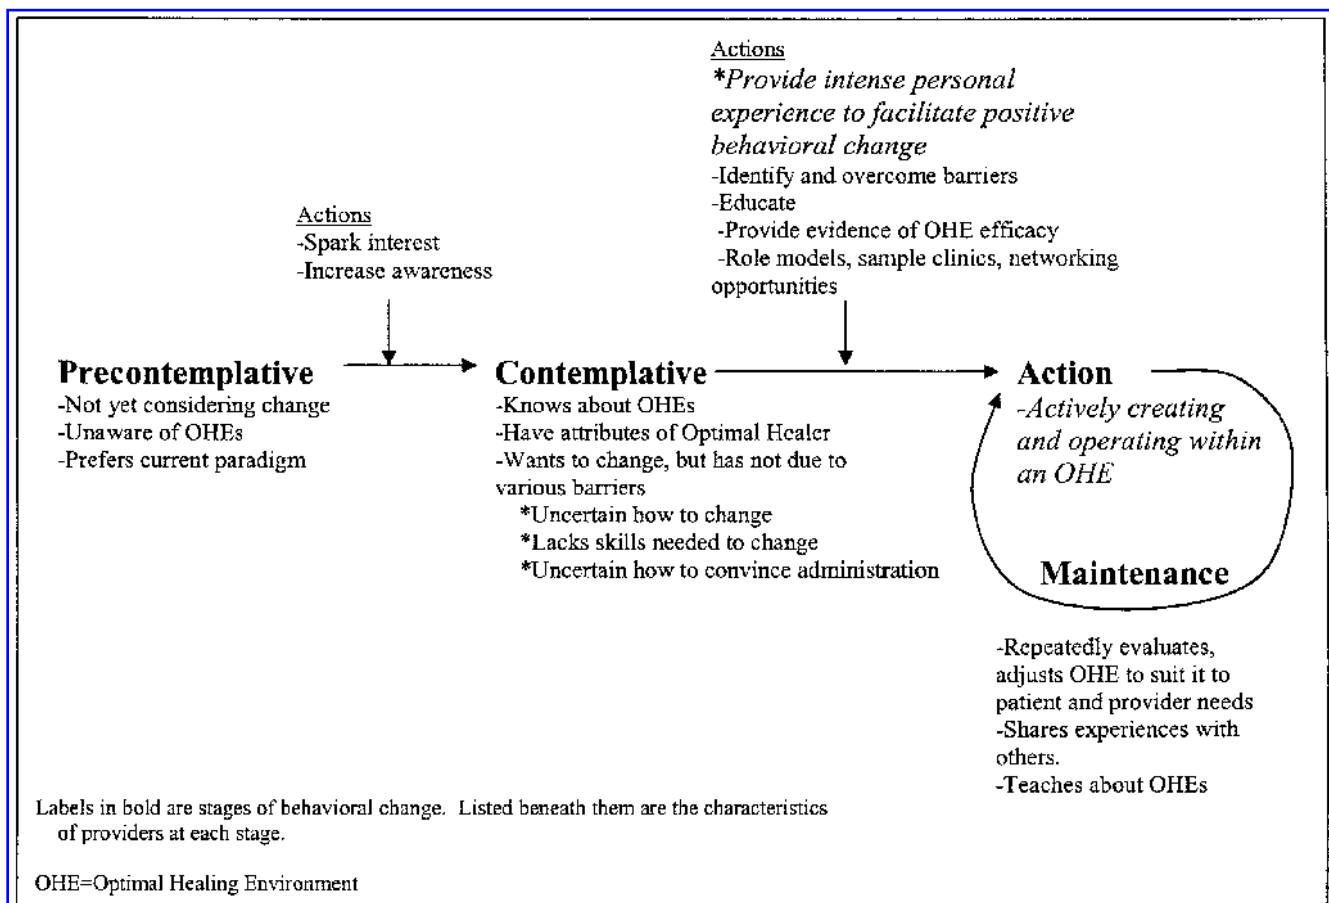 Actions
*Provide intense personal
experience to facilitate positive
behavioral change
-Identify and overcome barriers
-Educate
-Provide evidence of OHE efficacy
-Role models, sample clinics, networking
opportunities
Actions
-Spark interest
-Increase awareness
Precontemplative
-Not yet considering change
-Unaware of OHEs
-Prefers current paradigm
Contemplative
-Knows about OHEs
-Have attributes of Optimal Healer
-Wants to change, but has not due to
various barriers
*Uncertain how to change
*Lacks skills needed to change
*Uncertain how to convince administration
Action
-Actively creating
and operating within
an OHE
Maintenance
-Repeatedly evaluates,
adjusts OHE to suit it to
patient and provider needs
-Shares experiences with
others.
-Teaches about OHEs
Labels in bold are stages of behavioral change. Listed beneath them are the characteristics
of providers at each stage.
OHE=Optimal Healing Environment